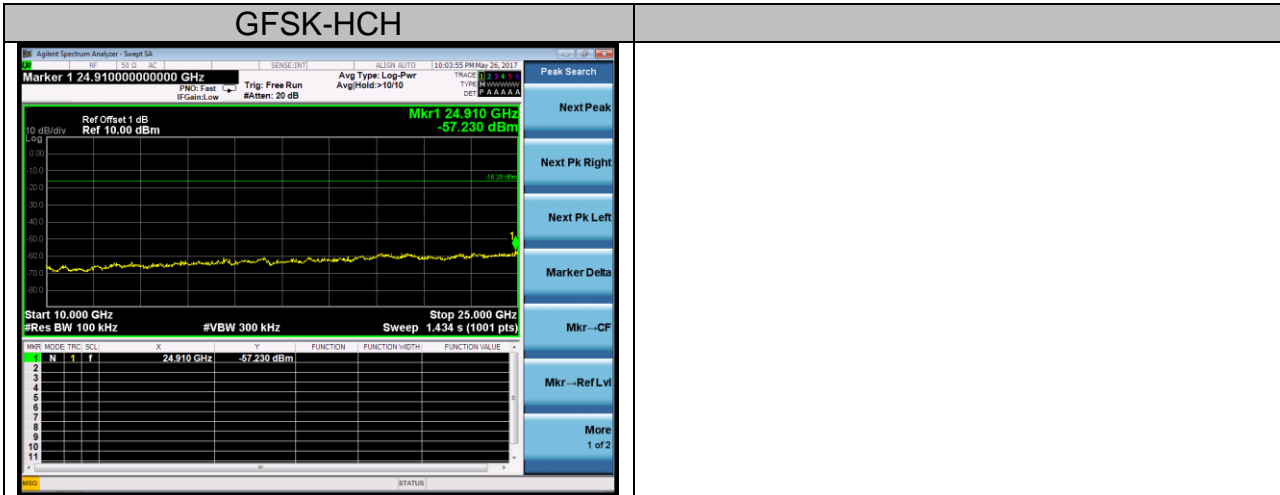 GFSK-HCH
Agilent Spectrum Analyzer - Swept SA
RF 50 Ω AC SENSE:INT ALIGN AUTO 10:03:55 PM May 26, 2017
Marker 1 24.910000000000 GHz
PNO: Fast
IFGain:Low
Trig: Free Run
#Atten: 20 dB
Avg Type: Log-Pwr
Avg|Hold:>10/10
TRACE 1 2 3 4 5 6
TYPE M WWWWW
DET P A A A A A
Peak Search
Next Peak
Next Pk Right
Next Pk Left
Marker Delta
Mkr→CF
Mkr→Ref Lvl
More
1 of 2
Ref Offset 1 dB
10 dB/div Ref 10.00 dBm
Log
Mkr1 24.910 GHz
-57.230 dBm
0.00
-10.0
-20.0
-30.0
-40.0
-50.0
-60.0
-70.0
-80.0
1
Start 10.000 GHz Stop 25.000 GHz
#Res BW 100 kHz #VBW 300 kHz Sweep 1.434 s (1001 pts)
MKR MODE TRC SCL X Y FUNCTION FUNCTION WIDTH FUNCTION VALUE
1 N 1 f 24.910 GHz -57.230 dBm
2
3
4
5
6
7
8
9
10
11
MSG STATUS